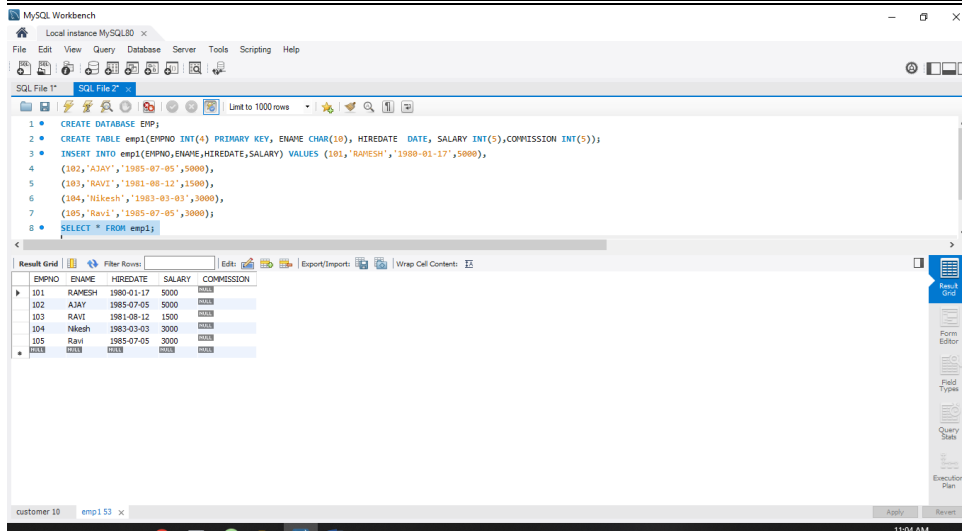 MySQL Workbench
Local instance MySQL80 ×
File Edit View Query Database Server Tools Scripting Help
SQL File 1* SQL File 2* ×
Limit to 1000 rows
1 CREATE DATABASE EMP;
2 CREATE TABLE emp1(EMPNO INT(4) PRIMARY KEY, ENAME CHAR(10), HIREDATE  DATE, SALARY INT(5),COMMISSION INT(5));
3 INSERT INTO emp1(EMPNO,ENAME,HIREDATE,SALARY) VALUES (101,'RAMESH','1980-01-17',5000),
4 (102,'AJAY','1985-07-05',5000),
5 (103,'RAVI','1981-08-12',1500),
6 (104,'Nikesh','1983-03-03',3000),
7 (105,'Ravi','1985-07-05',3000);
8 SELECT * FROM emp1;
Result Grid Filter Rows: Edit: Export/Import: Wrap Cell Content: IA
EMPNO ENAME HIREDATE SALARY COMMISSION
101 RAMESH 1980-01-17 5000 NULL
102 AJAY 1985-07-05 5000 NULL
103 RAVI 1981-08-12 1500 NULL
104 Nikesh 1983-03-03 3000 NULL
105 Ravi 1985-07-05 3000 NULL
NULL NULL NULL NULL NULL
Result
Grid
Form
Editor
Field
Types
Query
Stats
Execution
Plan
customer 10 emp1 53 × Apply Revert
11:04 AM